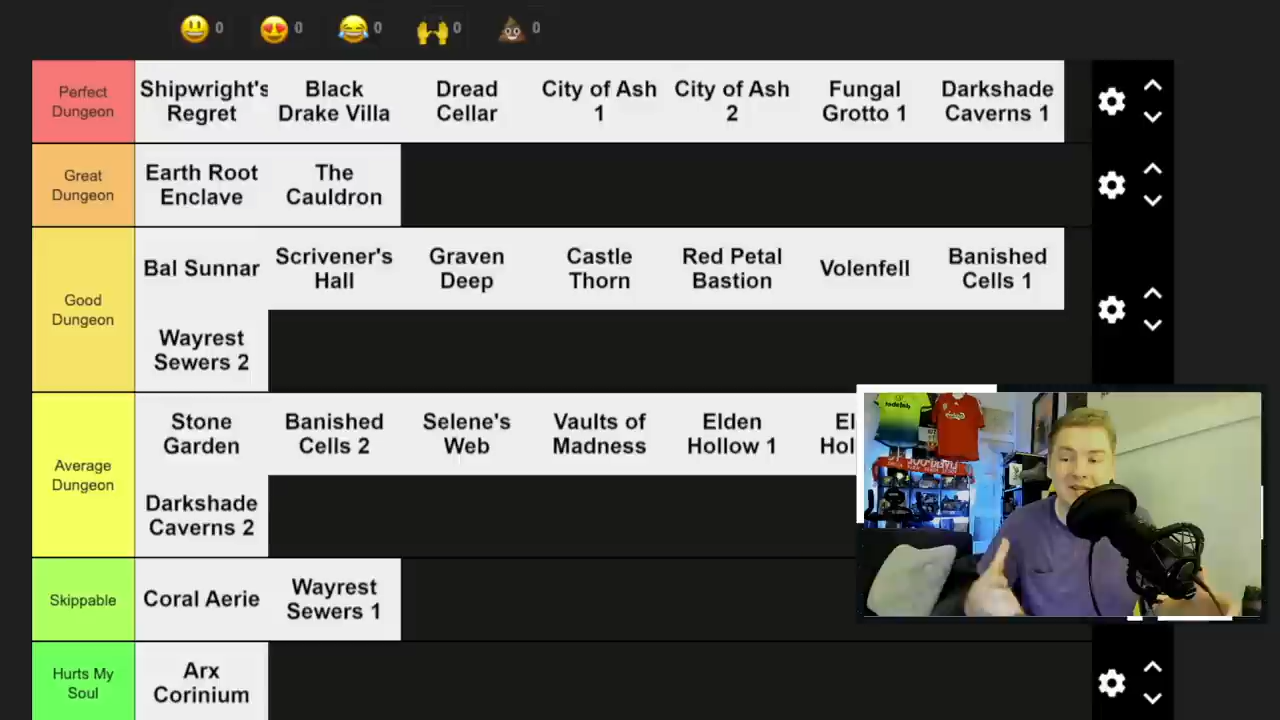 0 0 0 0 0
Perfect
Dungeon
Shipwright's
Regret
Black
Drake Villa
Dread
Cellar
City of Ash
1
City of Ash
2
Fungal
Grotto 1
Darkshade
Caverns 1
Great
Dungeon
Earth Root
Enclave
The
Cauldron
Good
Dungeon
Bal Sunnar
Scrivener's
Hall
Graven
Deep
Castle
Thorn
Red Petal
Bastion
Volenfell
Banished
Cells 1
Wayrest
Sewers 2
Average
Dungeon
Stone
Garden
Banished
Cells 2
Selene's
Web
Vaults of
Madness
Elden
Hollow 1
El
Hol
Darkshade
Caverns 2
Skippable
Coral Aerie
Wayrest
Sewers 1
Hurts My
Soul
Arx
Corinium